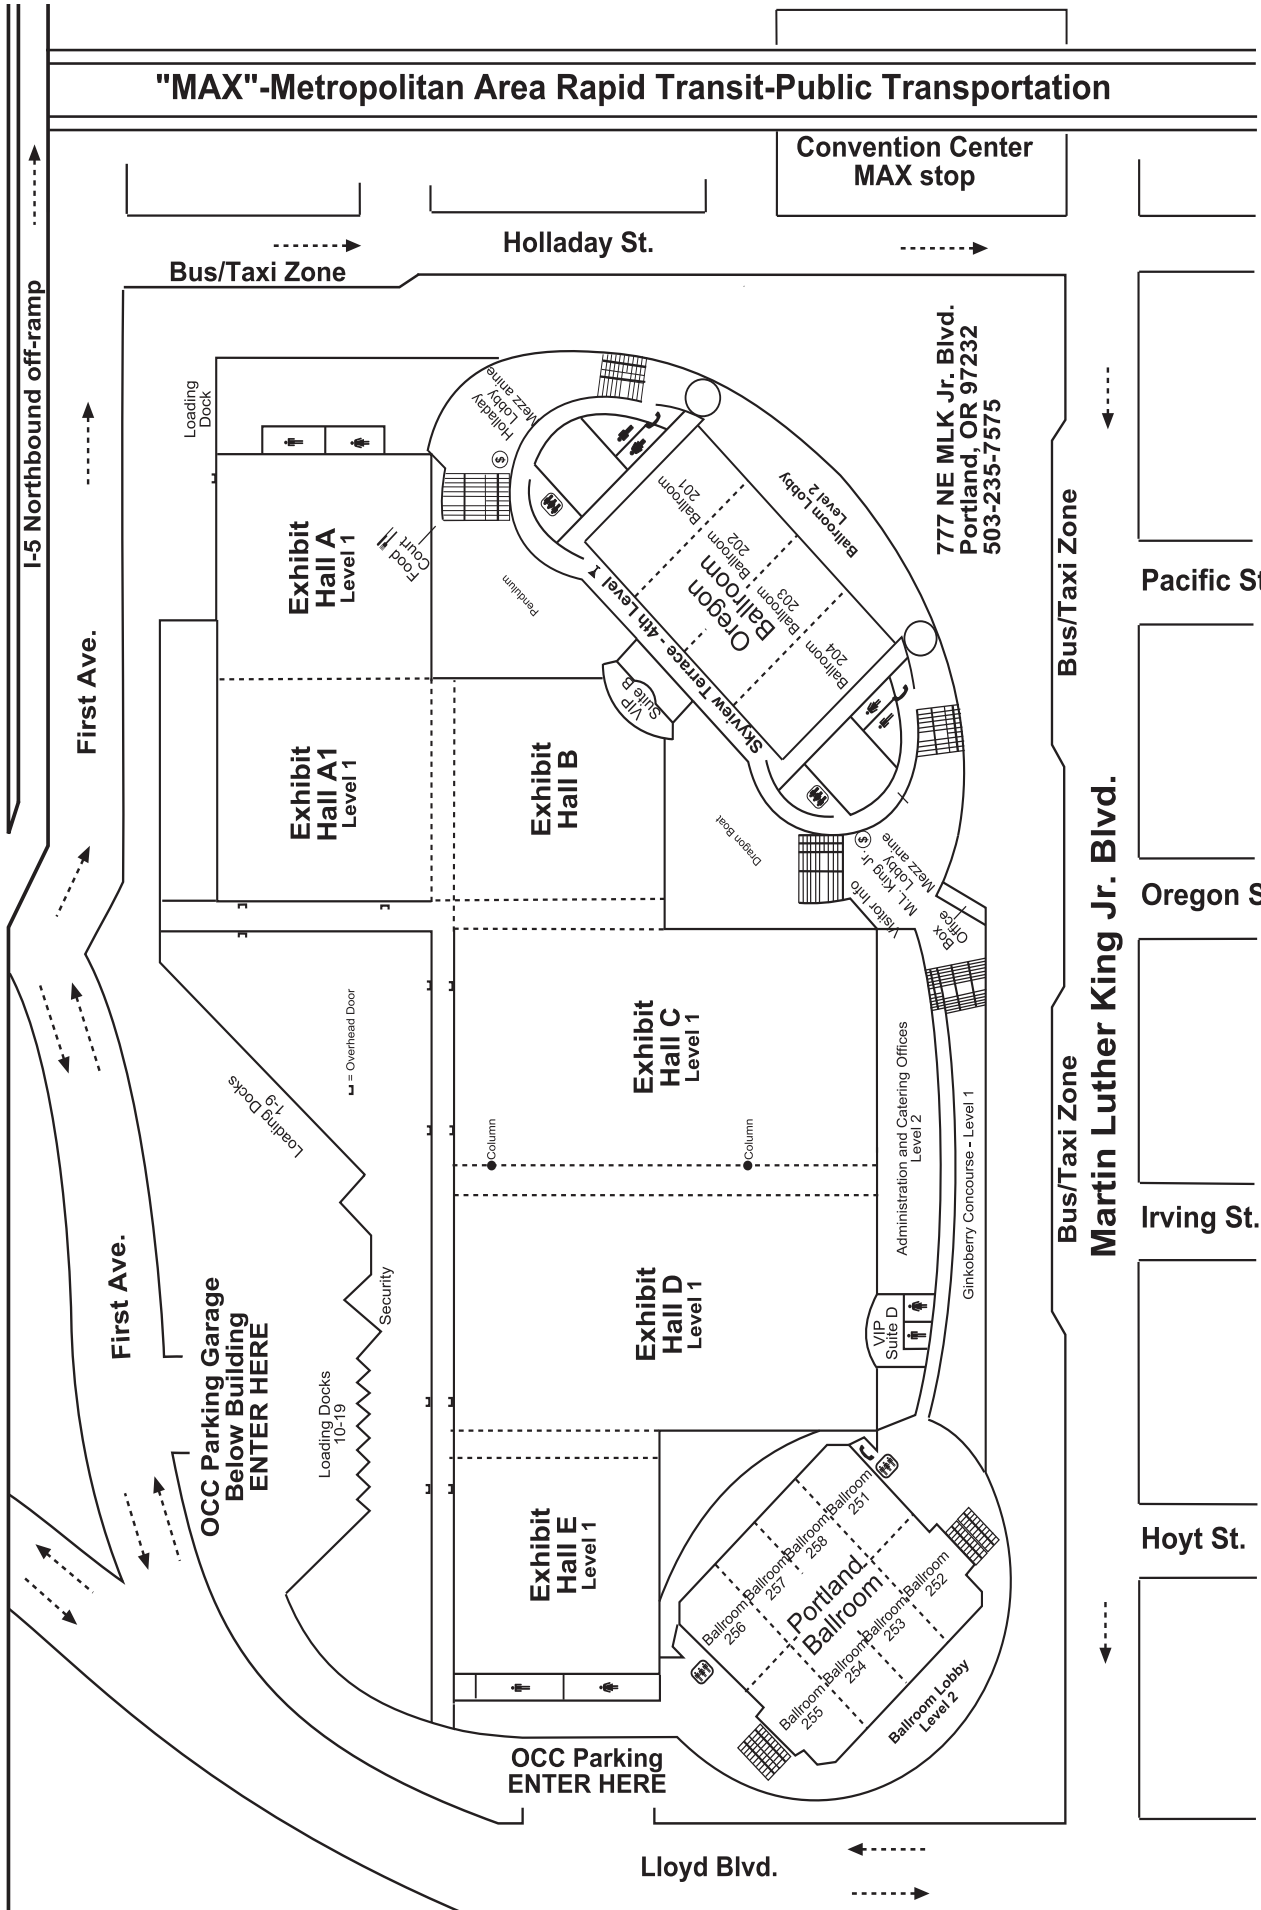 "MAX"-Metropolitan Area Rapid Transit-Public Transportation
Convention Center
MAX stop
Holladay St.
Bus/Taxi Zone
I-5 Northbound off-ramp
777 NE MLK Jr. Blvd.
Portland, OR 97232
503-235-7575
Loading
Dock
Holladay
Lobby
Mezz anine
$
Exhibit
Hall A
Level 1
Food
Court
Pendulum
Ballroom
201
Ballroom
202
Ballroom
203
Ballroom
204
Oregon
Ballroom
Ballroom Lobby
Level 2
Skyview Terrace - 4th Level
Bus/Taxi Zone
Pacific St
First Ave.
VIP
Suite B
Exhibit
Hall A1
Level 1
Exhibit
Hall B
Dragon Boat
$
M.L. King Jr.
Lobby
Mezz anine
Visitor Info
Box
Office
Martin Luther King Jr. Blvd.
Oregon S
= Overhead Door
Loading Docks
1-9
Exhibit
Hall C
Level 1
Column
Column
Administration and Catering Offices
Level 2
Ginkoberry Concourse - Level 1
Bus/Taxi Zone
Irving St.
First Ave.
Security
Exhibit
Hall D
Level 1
VIP
Suite D
OCC Parking Garage
Below Building
ENTER HERE
Loading Docks
10-19
Exhibit
Hall E
Level 1
Ballroom
251
Ballroom
258
Ballroom
257
Ballroom
256
Portland
Ballroom
Ballroom
252
Ballroom
253
Ballroom
254
Ballroom
255
Ballroom Lobby
Level 2
Hoyt St.
OCC Parking
ENTER HERE
Lloyd Blvd.